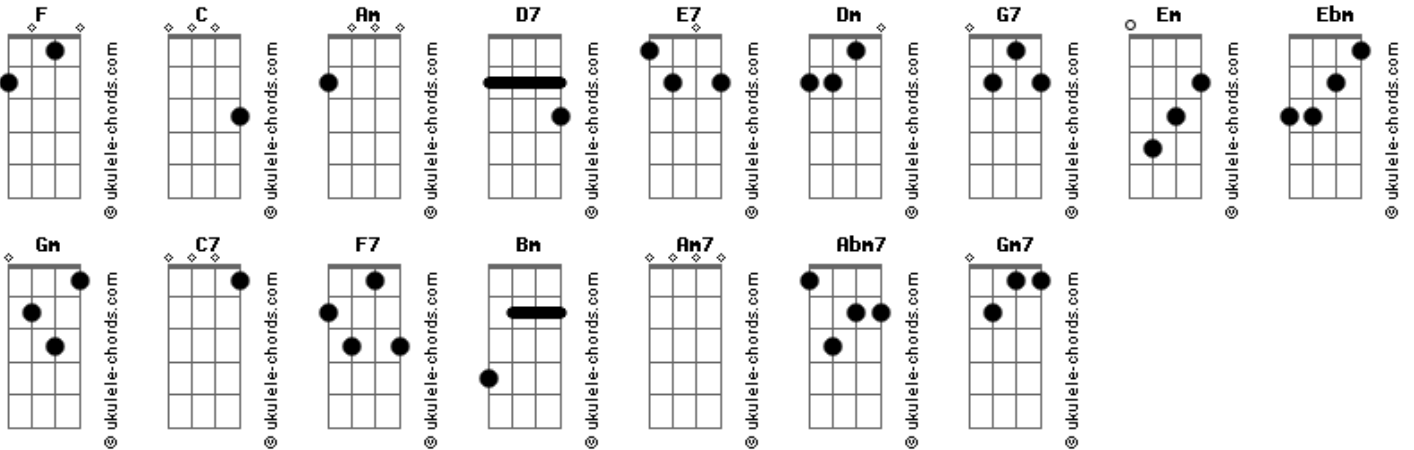 F C Am D7 E7 Dm G7 Em Ebm
© ukulele-chords.com © ukulele-chords.com © ukulele-chords.com © ukulele-chords.com © ukulele-chords.com © ukulele-chords.com © ukulele-chords.com © ukulele-chords.com © ukulele-chords.com
Gm C7 F7 Bm Am7 Abm7 Gm7
© ukulele-chords.com © ukulele-chords.com © ukulele-chords.com © ukulele-chords.com © ukulele-chords.com © ukulele-chords.com © ukulele-chords.com